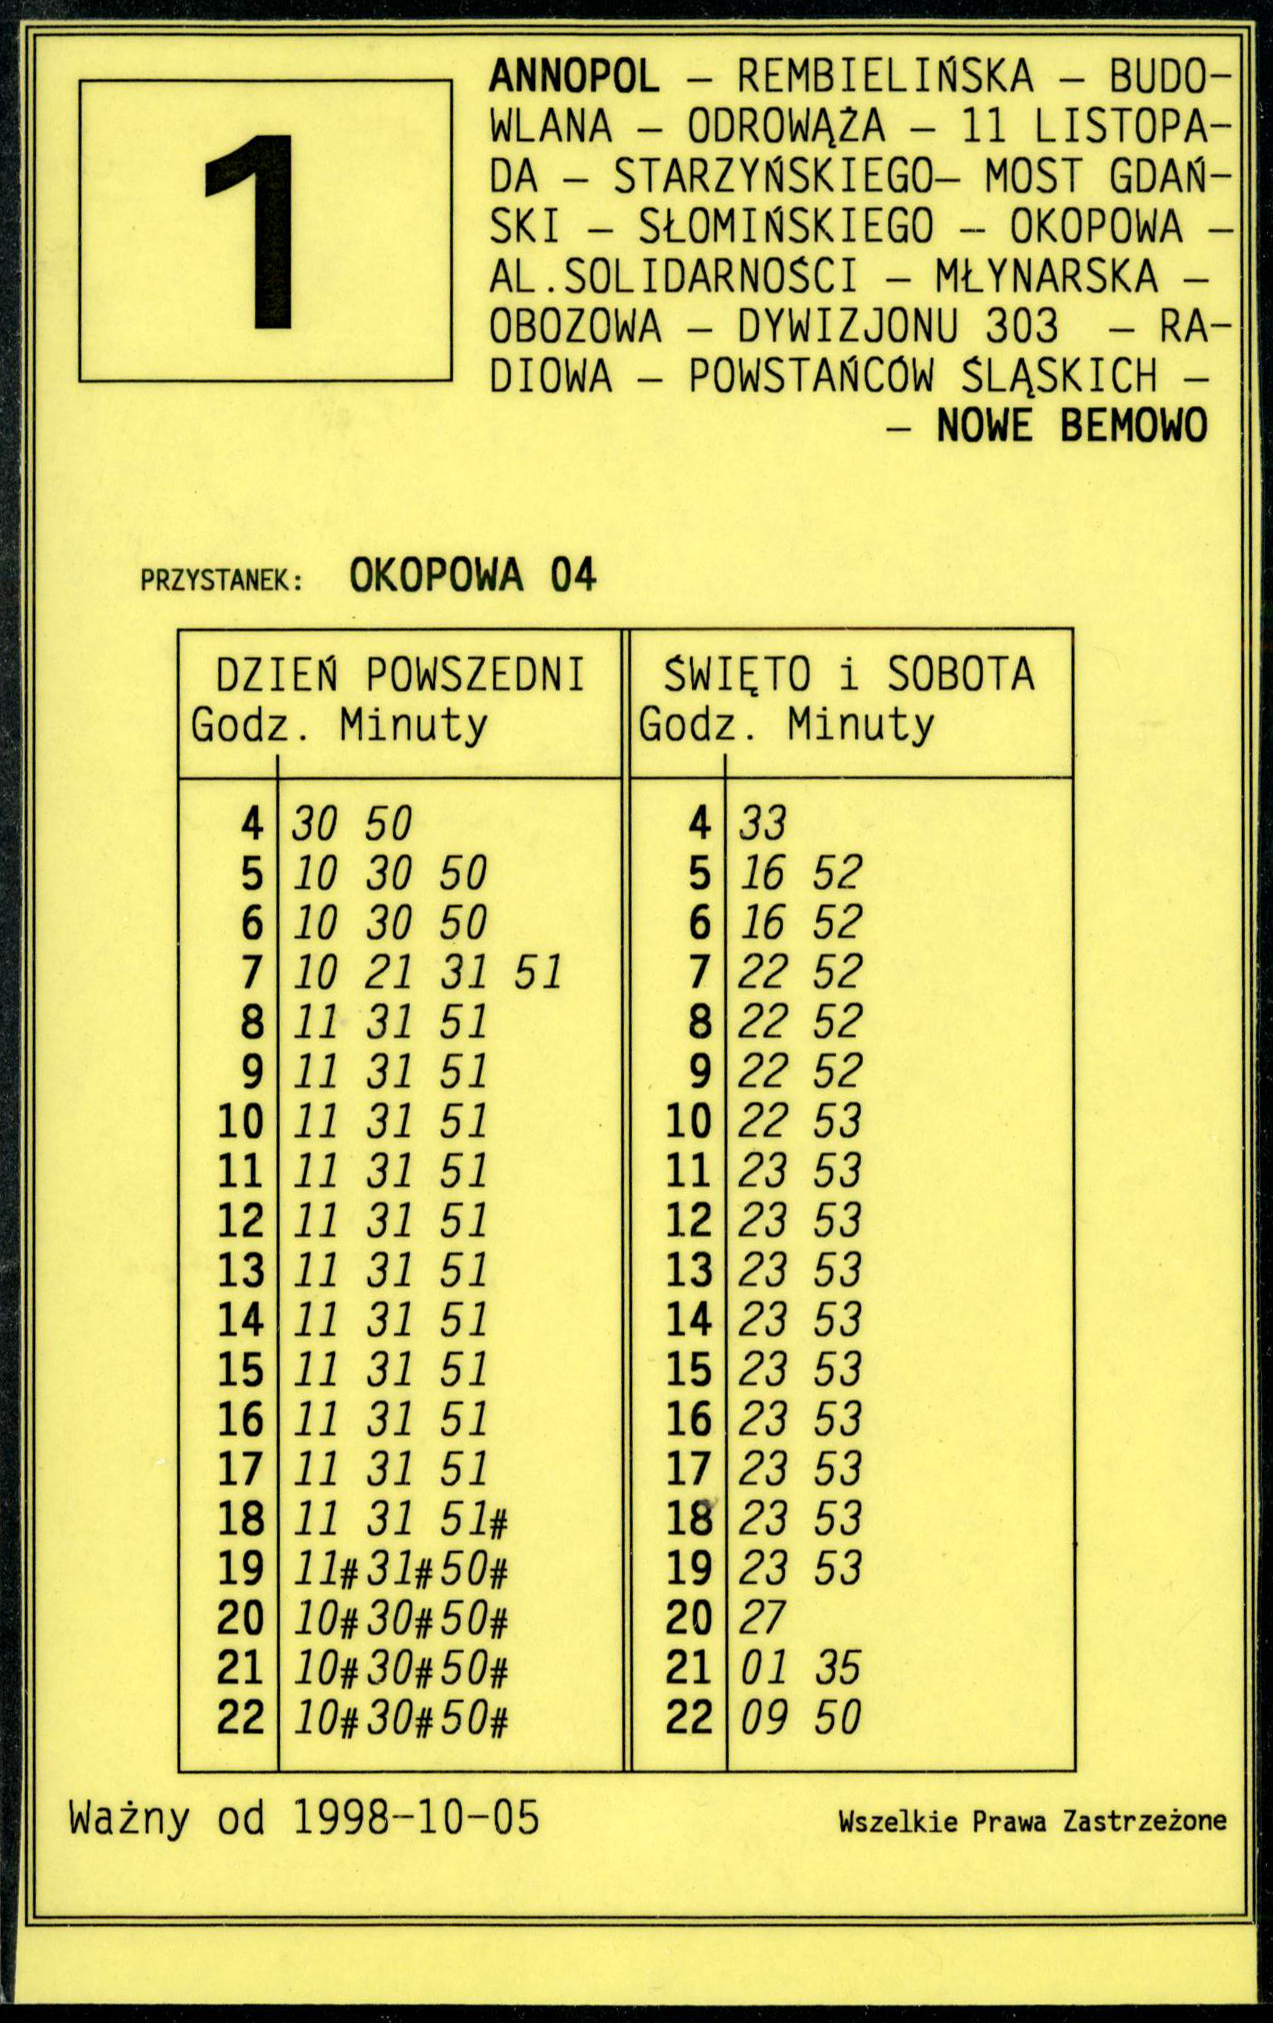 1
ANNOPOL – REMBIELIŃSKA – BUDO–
WLANA – ODROWĄŻA – 11 LISTOPA–
DA – STARZYŃSKIEGO– MOST GDAŃ–
SKI – SŁOMIŃSKIEGO – OKOPOWA –
AL.SOLIDARNOŚCI – MŁYNARSKA –
OBOZOWA – DYWIZJONU 303 – RA–
DIOWA – POWSTAŃCÓW ŚLĄSKICH –
– NOWE BEMOWO
PRZYSTANEK: OKOPOWA 04
DZIEŃ POWSZEDNI ŚWIĘTO i SOBOTA
Godz. Minuty Godz. Minuty
4 30 50 4 33
5 10 30 50 5 16 52
6 10 30 50 6 16 52
7 10 21 31 51 7 22 52
8 11 31 51 8 22 52
9 11 31 51 9 22 52
10 11 31 51 10 22 53
11 11 31 51 11 23 53
12 11 31 51 12 23 53
13 11 31 51 13 23 53
14 11 31 51 14 23 53
15 11 31 51 15 23 53
16 11 31 51 16 23 53
17 11 31 51 17 23 53
18 11 31 51# 18 23 53
19 11#31#50# 19 23 53
20 10#30#50# 20 27
21 10#30#50# 21 01 35
22 10#30#50# 22 09 50
Ważny od 1998–10–05 Wszelkie Prawa Zastrzeżone